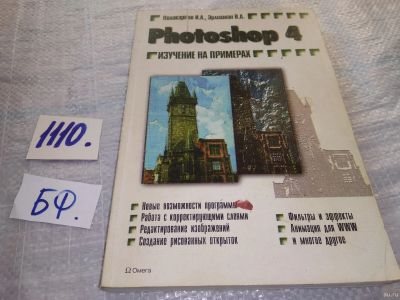 Photoshop 4
ИЗУЧЕНИЕ НА ПРИМЕРАХ
Новые возможности программы
Работа с корректирующими слоями
Редактирование изображений
Создание рисованных открыток
Фильтры и эффекты
Анимация для WWW
и многое другое
Ω Омега
1110.
БФ.